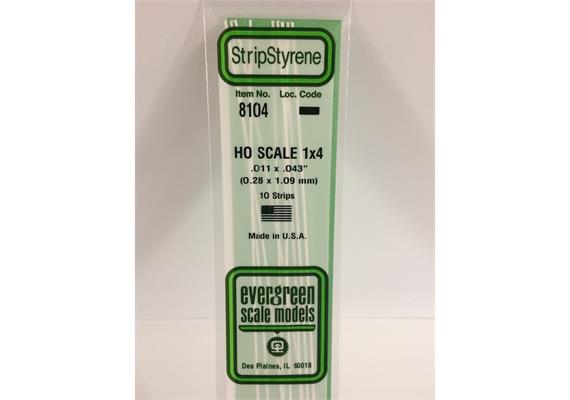 StripStyrene
Item No. Loc. Code
8104
HO SCALE 1x4
.011 x .043"
(0.28 x 1.09 mm)
10 Strips
Made in U.S.A.
evergreen
scale models
Des Plaines, IL 60018